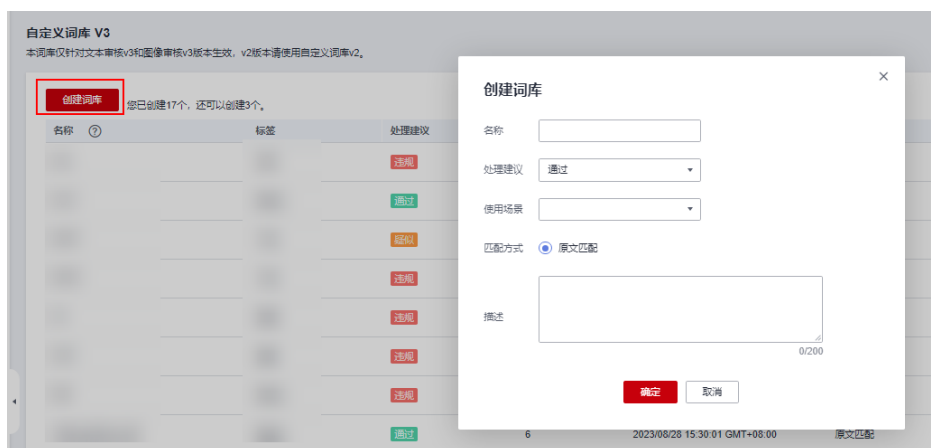 自定义词库 V3
本词库仅针对文本审核v3和图像审核v3版本生效，v2版本请使用自定义词库v2。
创建词库 您已创建17个，还可以创建3个。
名称 ? 标签 处理建议
违规
通过
疑似
违规
违规
违规
违规
通过 6 2023/08/28 15:30:01 GMT+08:00 原文匹配
创建词库
名称
处理建议 通过
使用场景
匹配方式 原文匹配
描述
0/200
确定 取消